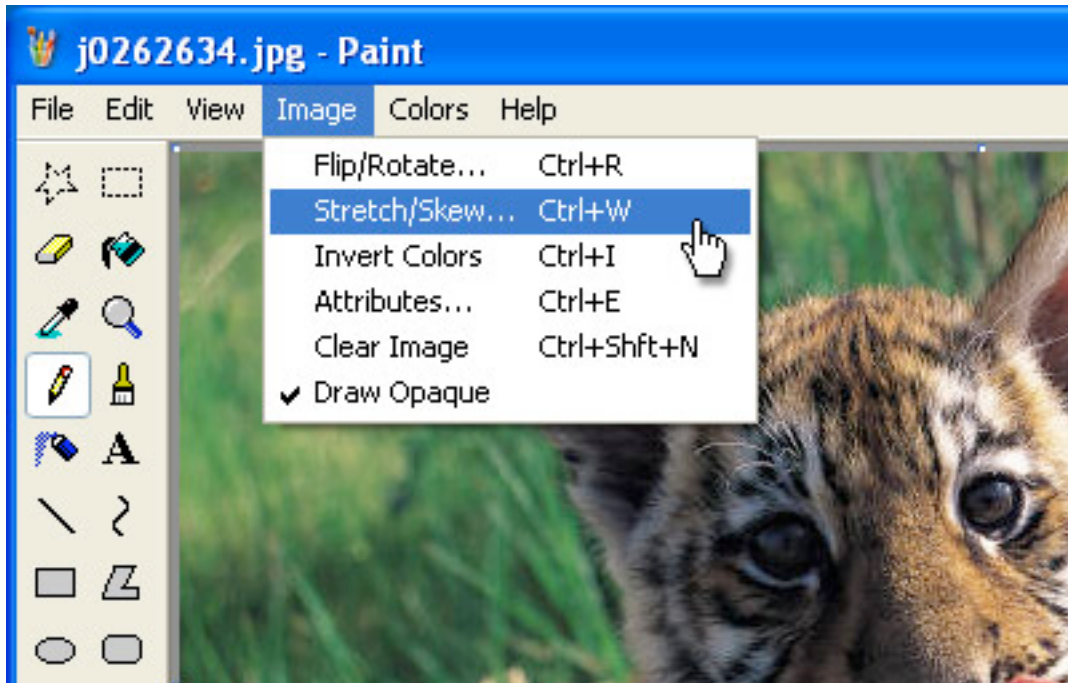 j0262634.jpg - Paint
File Edit View Image Colors Help
Flip/Rotate... Ctrl+R
Stretch/Skew... Ctrl+W
Invert Colors Ctrl+I
Attributes... Ctrl+E
Clear Image Ctrl+Shft+N
Draw Opaque
A